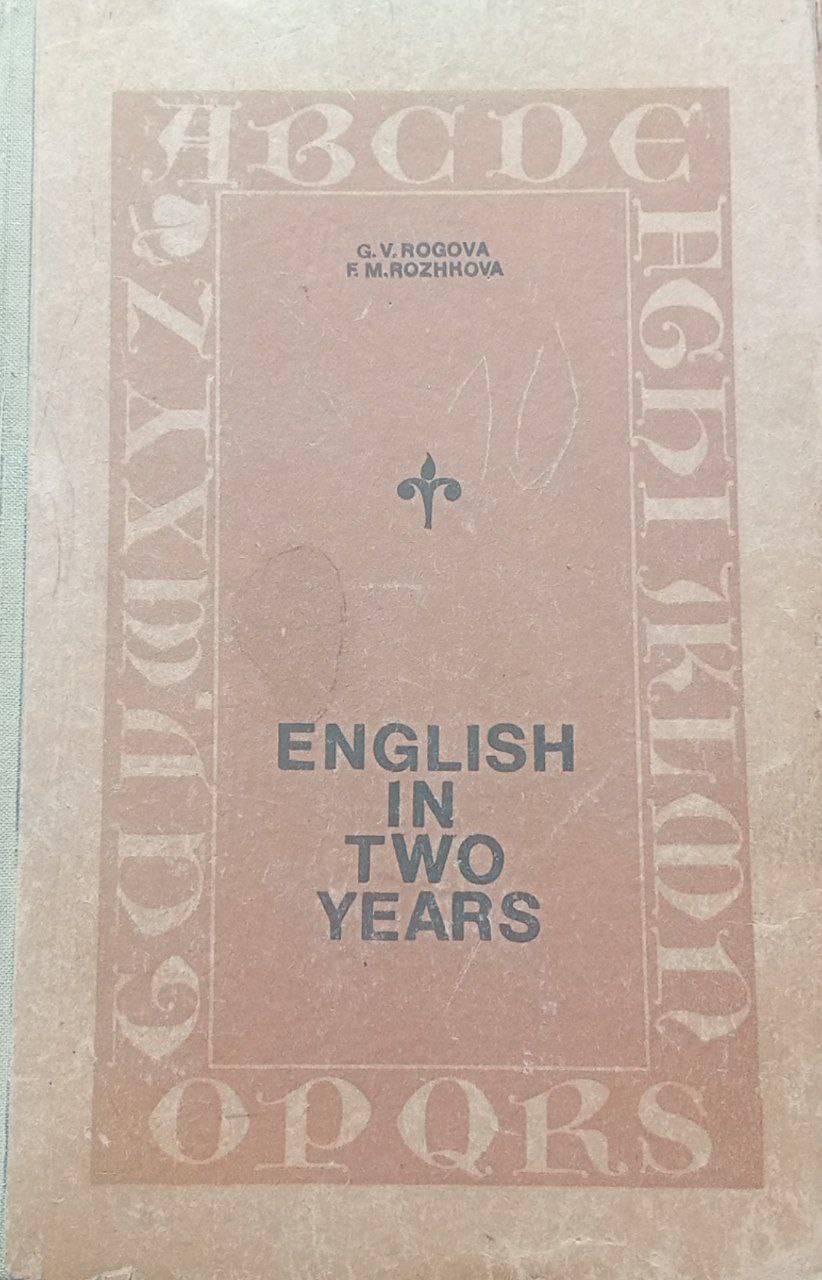 ABCDE
FGHIJKLMN
OPQRS
TUVWXYZ
G.V.ROGOVA
F.M.ROZHKOVA
10
ENGLISH
IN
TWO
YEARS